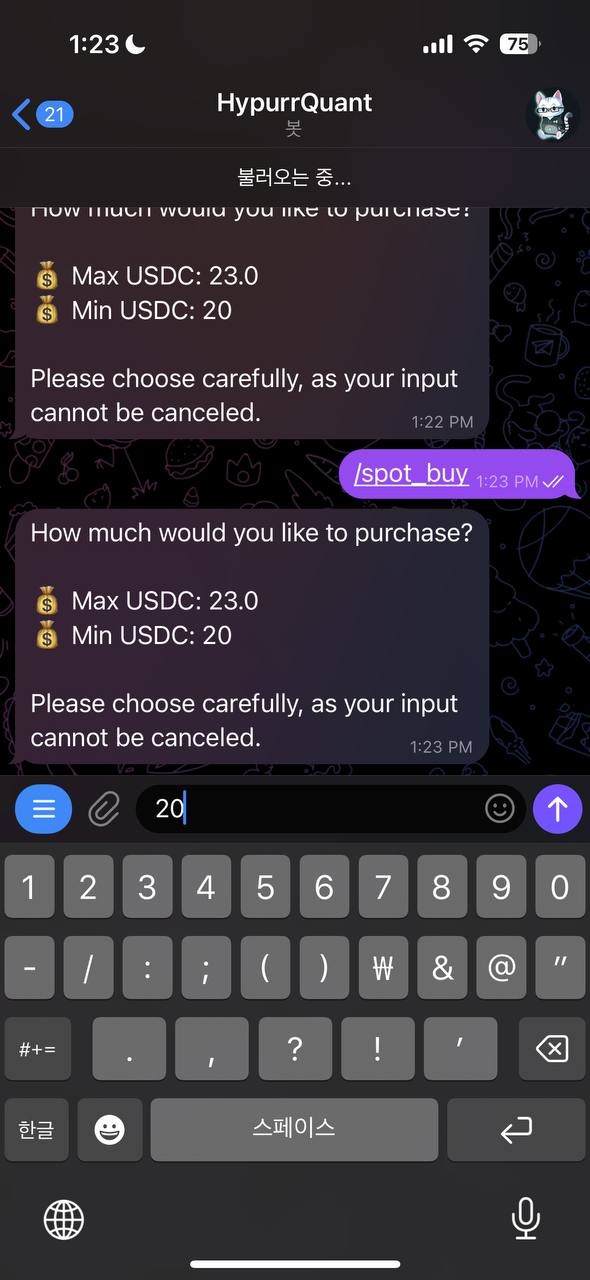 1:23
75
21
HypurrQuant
봇
불러오는 중...
How much would you like to purchase?
💰 Max USDC: 23.0
💰 Min USDC: 20
Please choose carefully, as your input
cannot be canceled.
1:22 PM
/spot_buy 1:23 PM
How much would you like to purchase?
💰 Max USDC: 23.0
💰 Min USDC: 20
Please choose carefully, as your input
cannot be canceled.
1:23 PM
20
1 2 3 4 5 6 7 8 9 0
- / : ; ( ) ₩ & @ "
#+= . , ? ! '
한글 스페이스